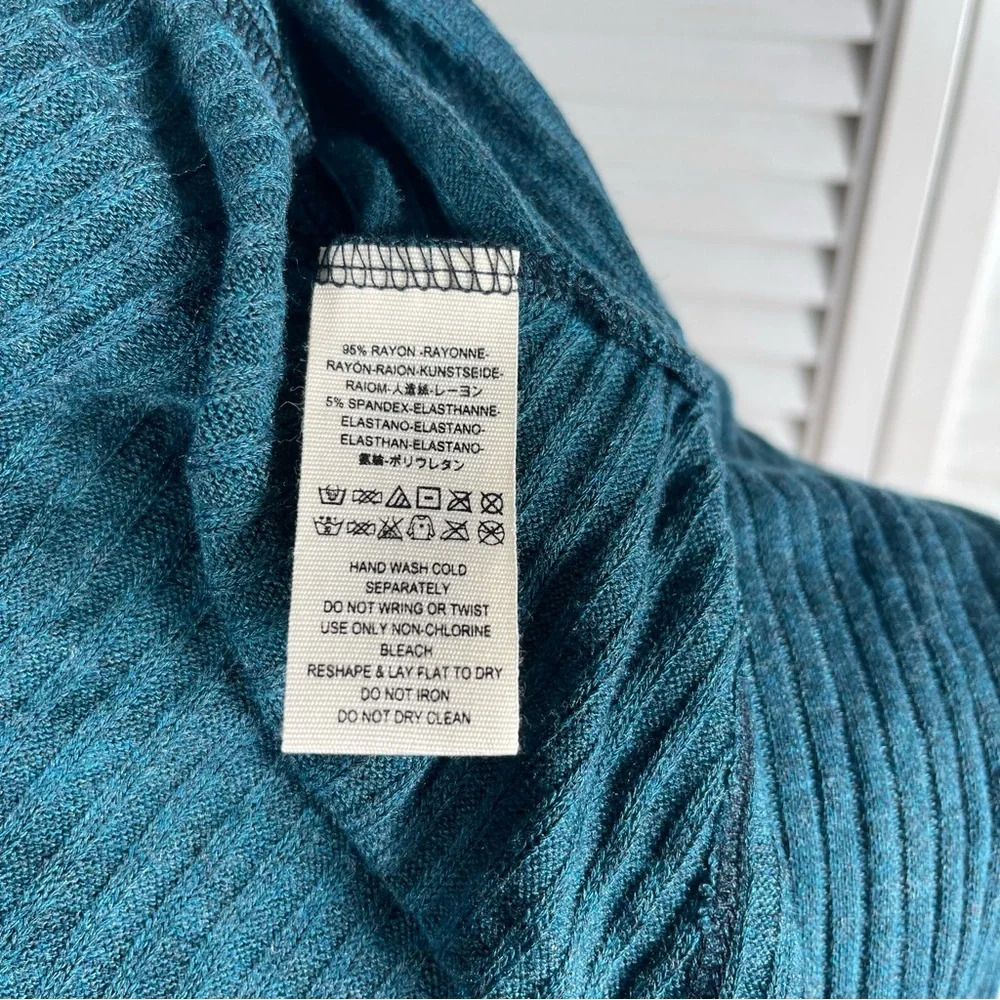 95% RAYON -RAYONNE-
RAYÓN-RAION-KUNSTSEIDE-
RAIOM-人造絲-レーヨン
5% SPANDEX-ELASTHANNE-
ELASTANO-ELASTANO-
ELASTHAN-ELASTANO-
氨綸-ポリウレタン
HAND WASH COLD
SEPARATELY
DO NOT WRING OR TWIST
USE ONLY NON-CHLORINE
BLEACH
RESHAPE & LAY FLAT TO DRY
DO NOT IRON
DO NOT DRY CLEAN